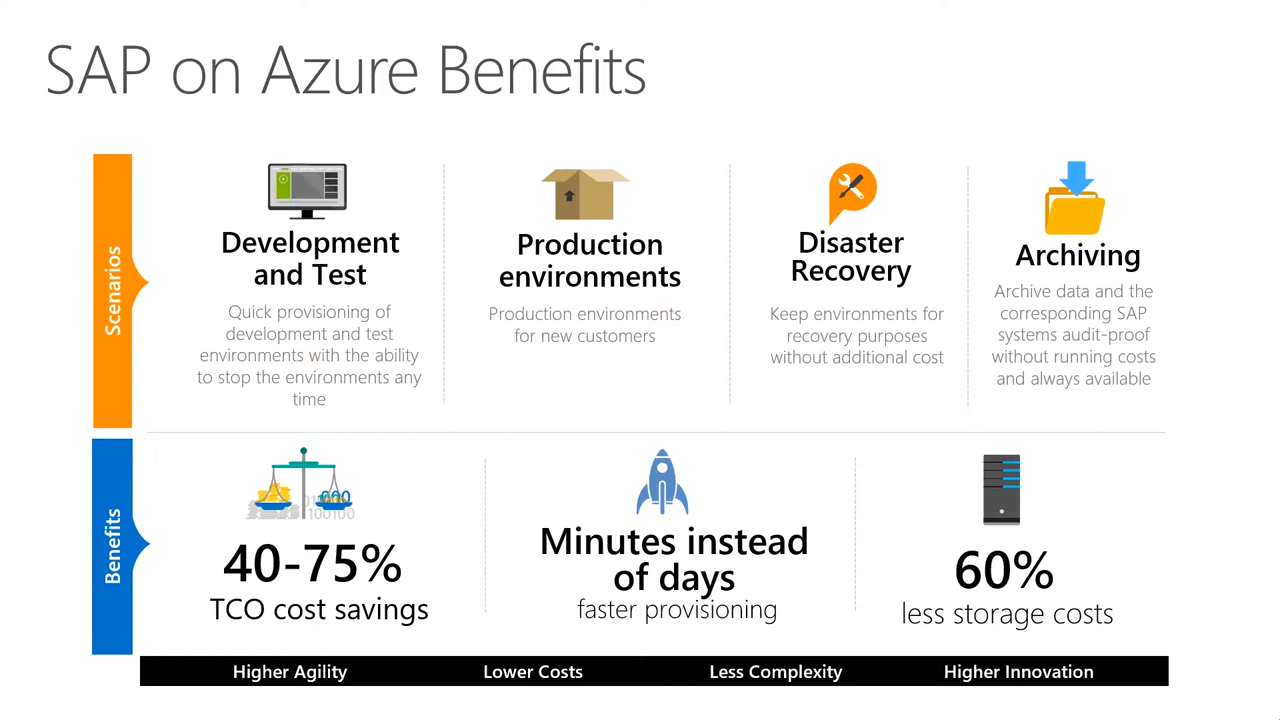 SAP on Azure Benefits
Scenarios
Development
and Test
Quick provisioning of
development and test
environments with the ability
to stop the environments any
time
Production
environments
Production environments
for new customers
Disaster
Recovery
Keep environments for
recovery purposes
without additional cost
Archiving
Archive data and the
corresponding SAP
systems audit-proof
without running costs
and always available
Benefits
40-75%
TCO cost savings
Minutes instead
of days
faster provisioning
60%
less storage costs
Higher Agility
Lower Costs
Less Complexity
Higher Innovation